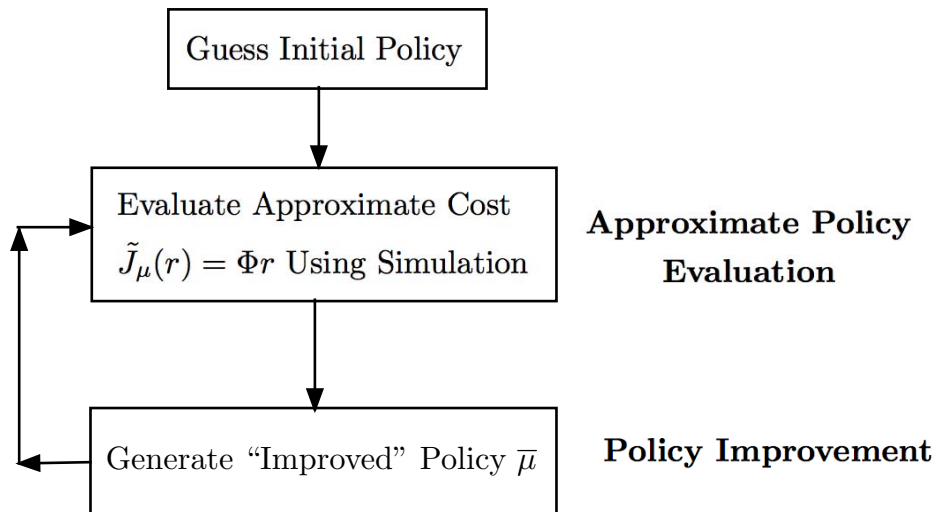 Guess Initial Policy
Evaluate Approximate Cost
J̃_μ(r) = Φr Using Simulation
Approximate Policy
Evaluation
Generate “Improved” Policy μ̅
Policy Improvement